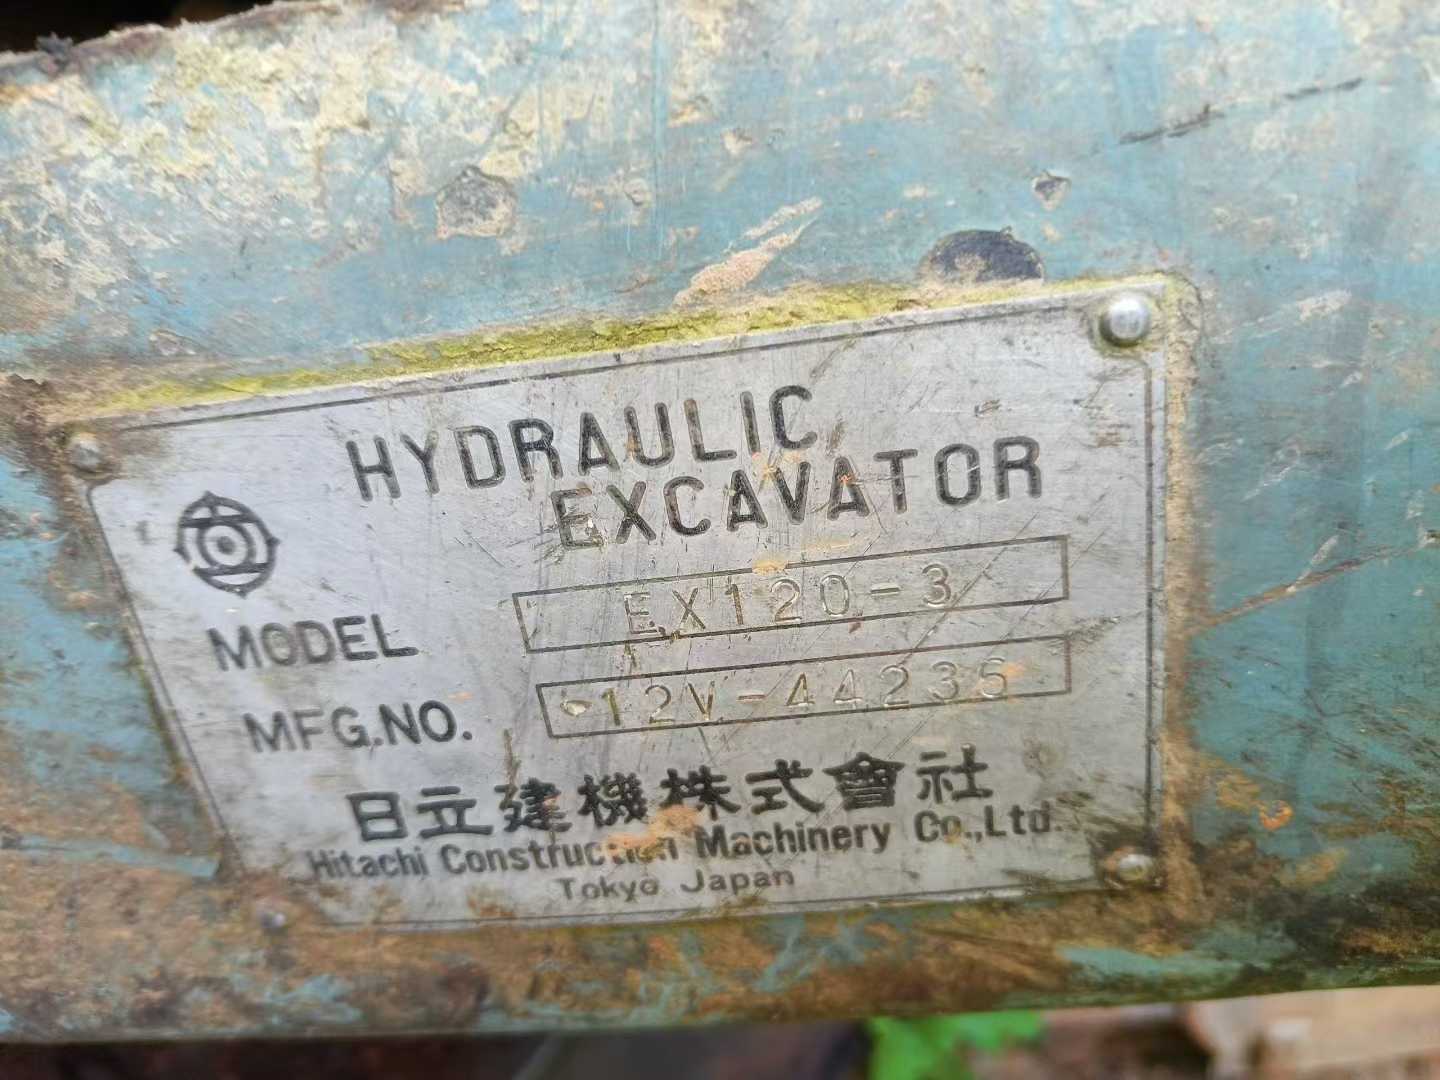 HYDRAULIC
EXCAVATOR
MODEL EX120-3
MFG.NO. 12V-44235
日立建機株式會社
Hitachi Construction Machinery Co.,Ltd.
Tokyo Japan